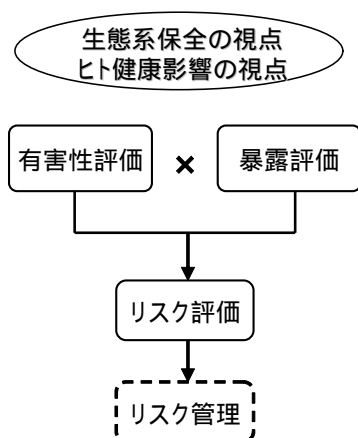 生態系保全の視点
ヒト健康影響の視点
有害性評価 × 暴露評価
リスク評価
リスク管理